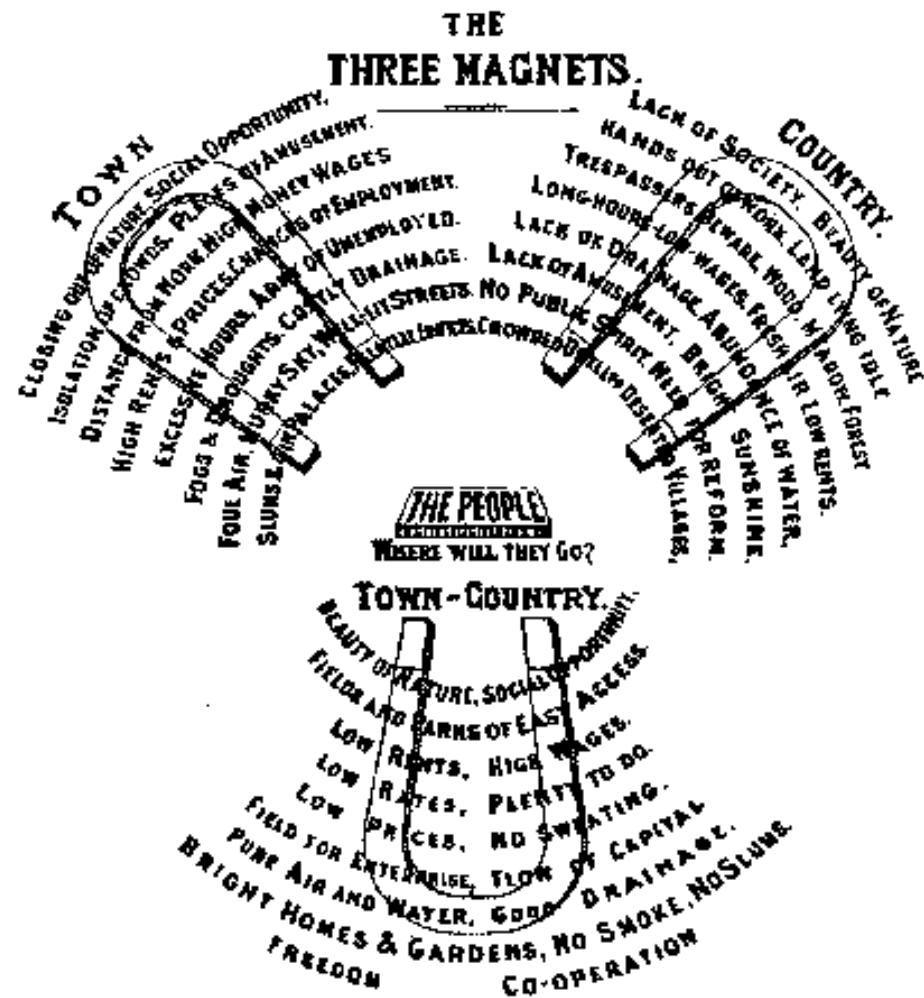 THE
THREE MAGNETS.
TOWN
CLOSING OUT OF NATURE. SOCIAL OPPORTUNITY.
ISOLATION OF CROWDS. PLACES OF AMUSEMENT.
DISTANCE FROM WORK. HIGH MONEY WAGES
HIGH RENTS & PRICES. CHANCES OF EMPLOYMENT.
EXCESSIVE HOURS. ARMY OF UNEMPLOYED.
FOGS & DROUGHTS. COSTLY DRAINAGE.
FOUL AIR. MURKY SKY. WELL-LIT STREETS.
SLUMS & GIN PALACES.
COUNTRY.
LACK OF SOCIETY. BEAUTY OF NATURE
HANDS OUT OF WORK. LAND LYING IDLE
TRESPASSERS BEWARE. WOOD, MEADOW, FOREST
LONG-HOURS-LOW-WAGES. FRESH AIR LOW RENTS.
LACK OF DRAINAGE. ABUNDANCE OF WATER.
LACK OF AMUSEMENT. BRIGHT SUNSHINE.
NO PUBLIC SPIRIT. NEED FOR REFORM.
CROWDED DWELLINGS DESERTED VILLAGES,
THE PEOPLE
WHERE WILL THEY GO?
TOWN-COUNTRY.
BEAUTY OF NATURE, SOCIAL OPPORTUNITY.
FIELDS AND PARKS OF EASY ACCESS.
LOW RENTS, HIGH WAGES.
LOW RATES, PLENTY TO DO.
LOW PRICES, NO SWEATING.
FIELD FOR ENTERPRISE, FLOW OF CAPITAL
PURE AIR AND WATER, GOOD DRAINAGE.
BRIGHT HOMES & GARDENS, NO SMOKE, NO SLUMS.
FREEDOM CO-OPERATION